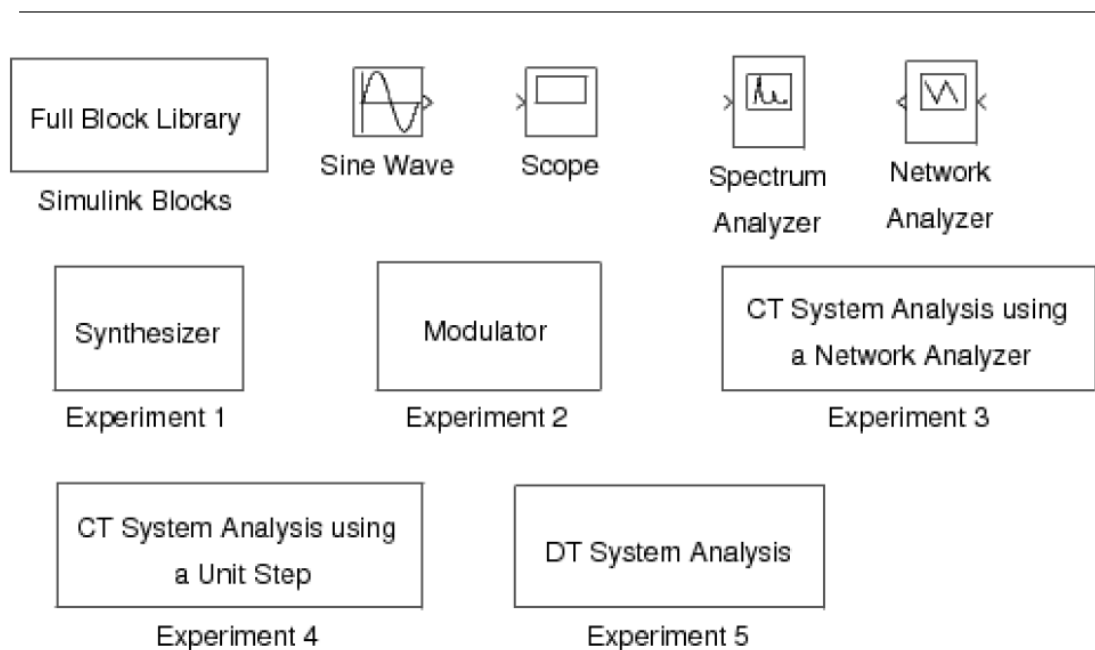 Full Block Library
Simulink Blocks
Sine Wave
Scope
Spectrum
Analyzer
Network
Analyzer
Synthesizer
Experiment 1
Modulator
Experiment 2
CT System Analysis using
a Network Analyzer
Experiment 3
CT System Analysis using
a Unit Step
Experiment 4
DT System Analysis
Experiment 5